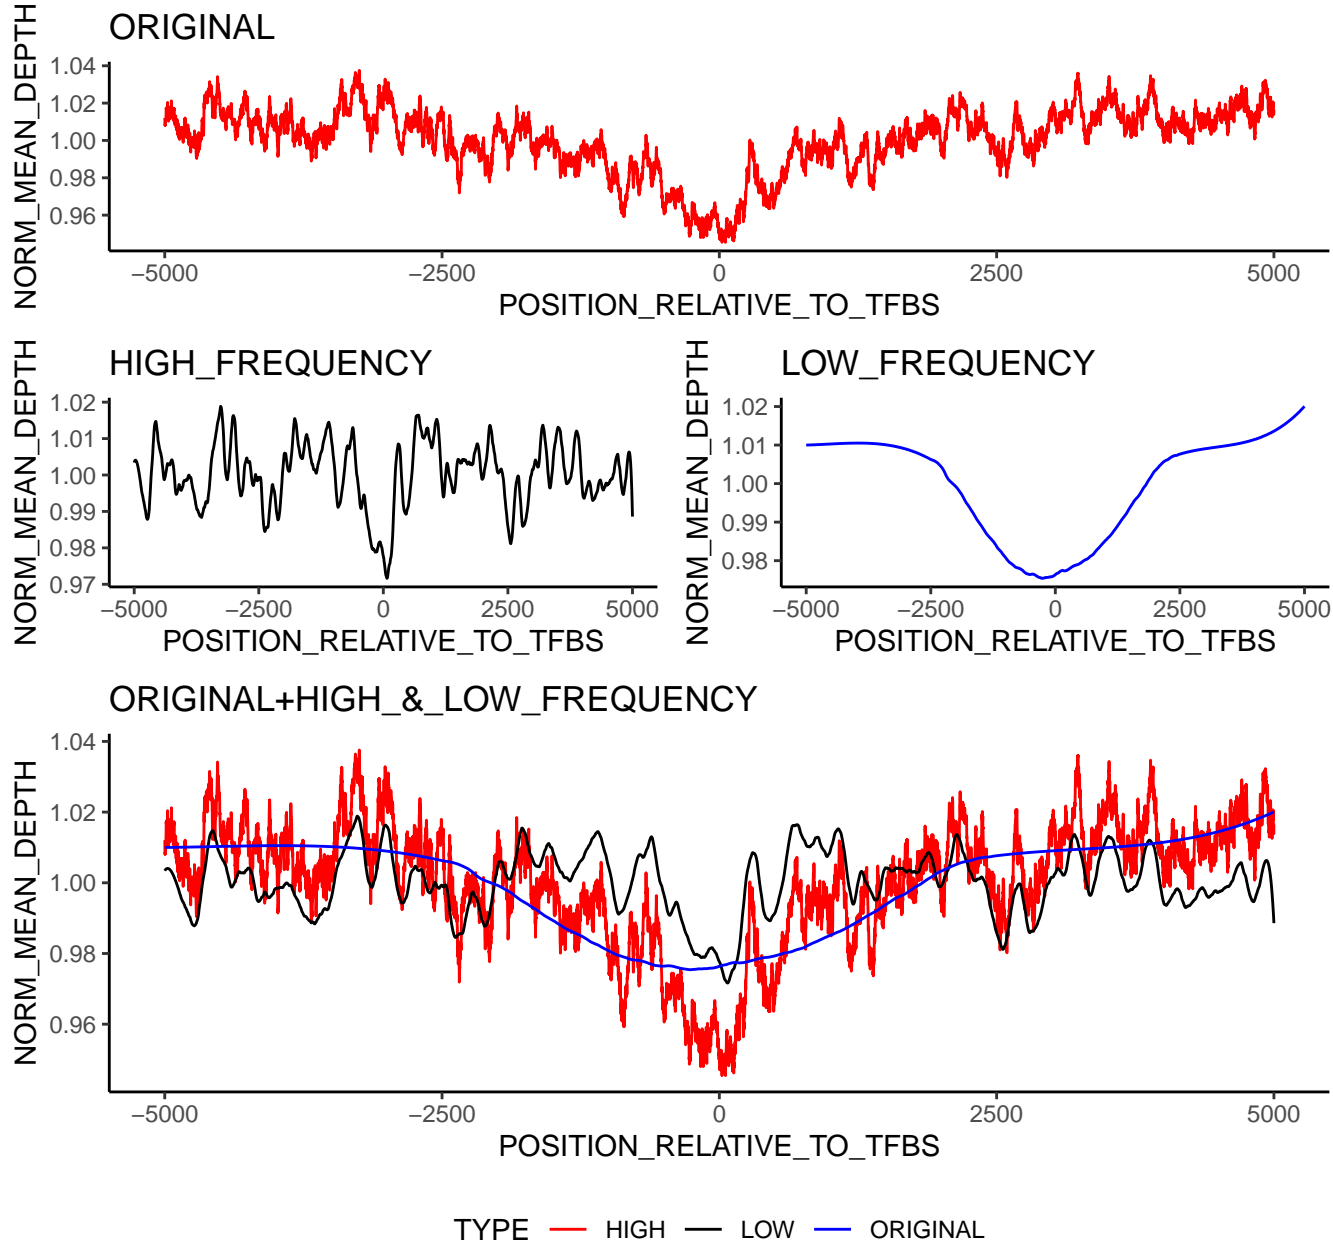 ORIGINAL
NORM_MEAN_DEPTH
1.04
1.02
1.00
0.98
0.96
−5000 −2500 0 2500 5000
POSITION_RELATIVE_TO_TFBS
HIGH_FREQUENCY
NORM_MEAN_DEPTH
1.02
1.01
1.00
0.99
0.98
0.97
−5000 −2500 0 2500 5000
POSITION_RELATIVE_TO_TFBS
LOW_FREQUENCY
NORM_MEAN_DEPTH
1.02
1.01
1.00
0.99
0.98
−5000 −2500 0 2500 5000
POSITION_RELATIVE_TO_TFBS
ORIGINAL+HIGH_&_LOW_FREQUENCY
NORM_MEAN_DEPTH
1.04
1.02
1.00
0.98
0.96
−5000 −2500 0 2500 5000
POSITION_RELATIVE_TO_TFBS
TYPE HIGH LOW ORIGINAL